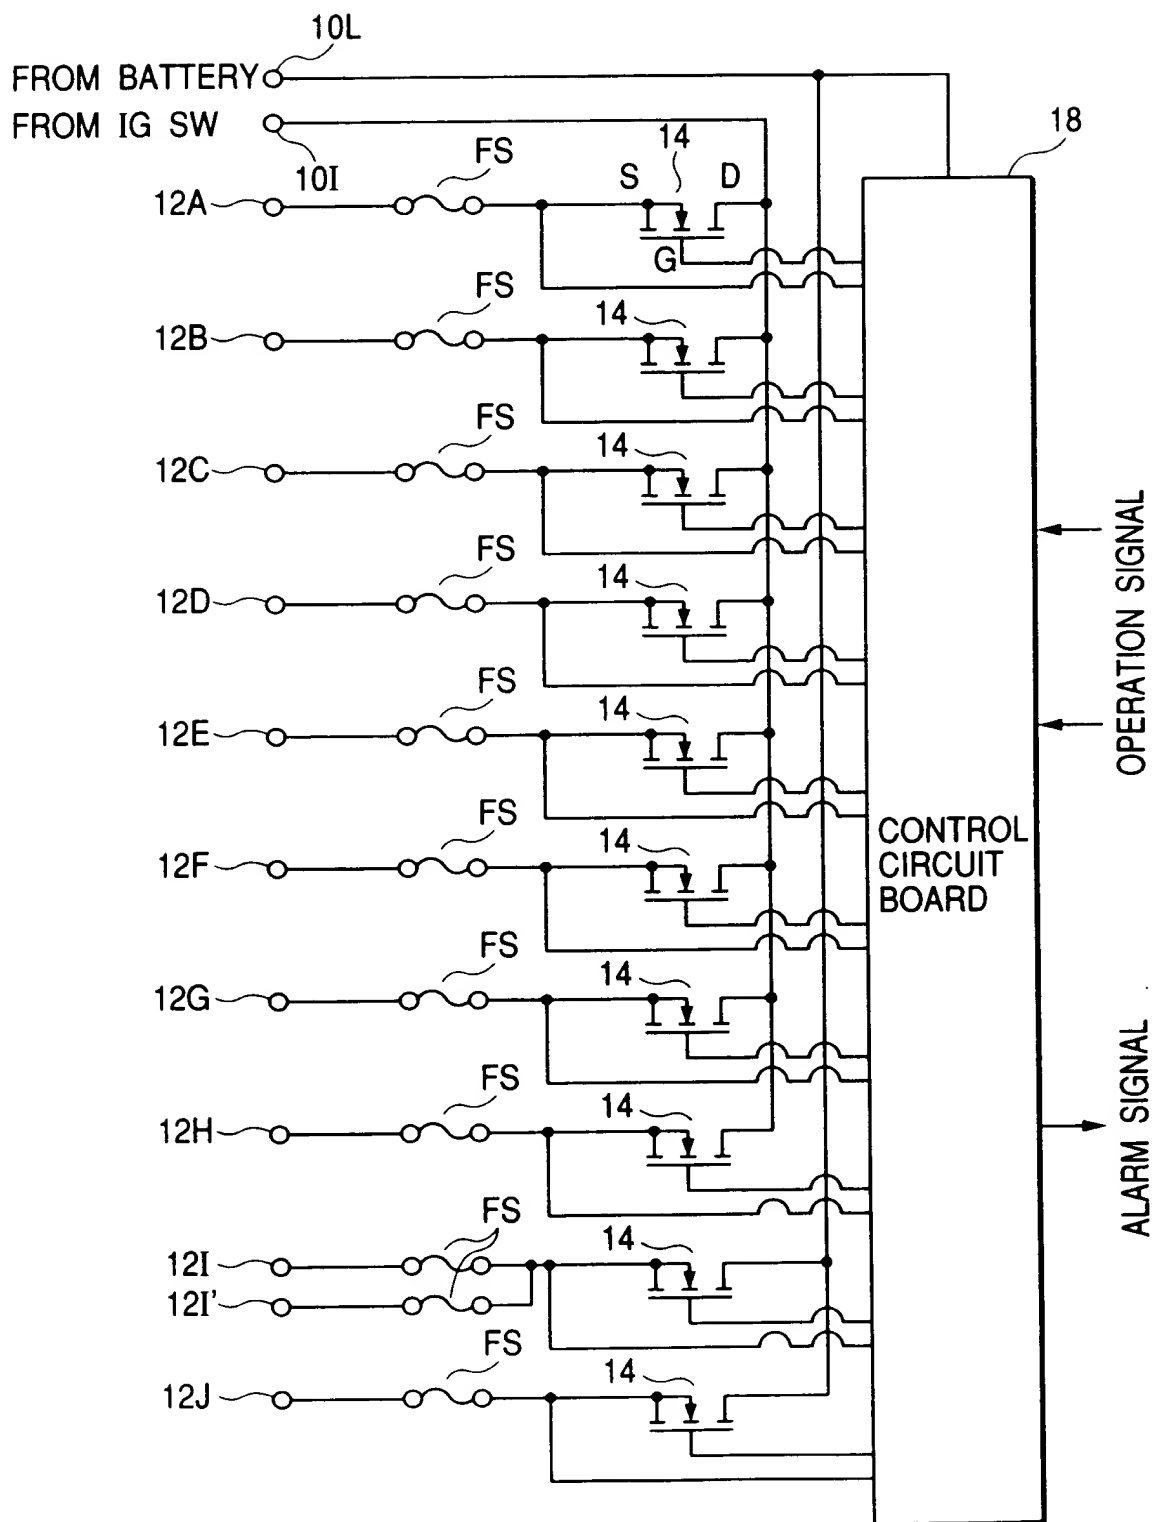 10L
FROM BATTERY
FROM IG SW
10I
18
14
FS
S
D
12A
G
FS
14
12B
FS
14
12C
FS
14
12D
FS
14
12E
FS
14
12F
FS
14
12G
FS
14
12H
FS
14
12I
12I'
FS
14
12J
CONTROL
CIRCUIT
BOARD
OPERATION SIGNAL
ALARM SIGNAL